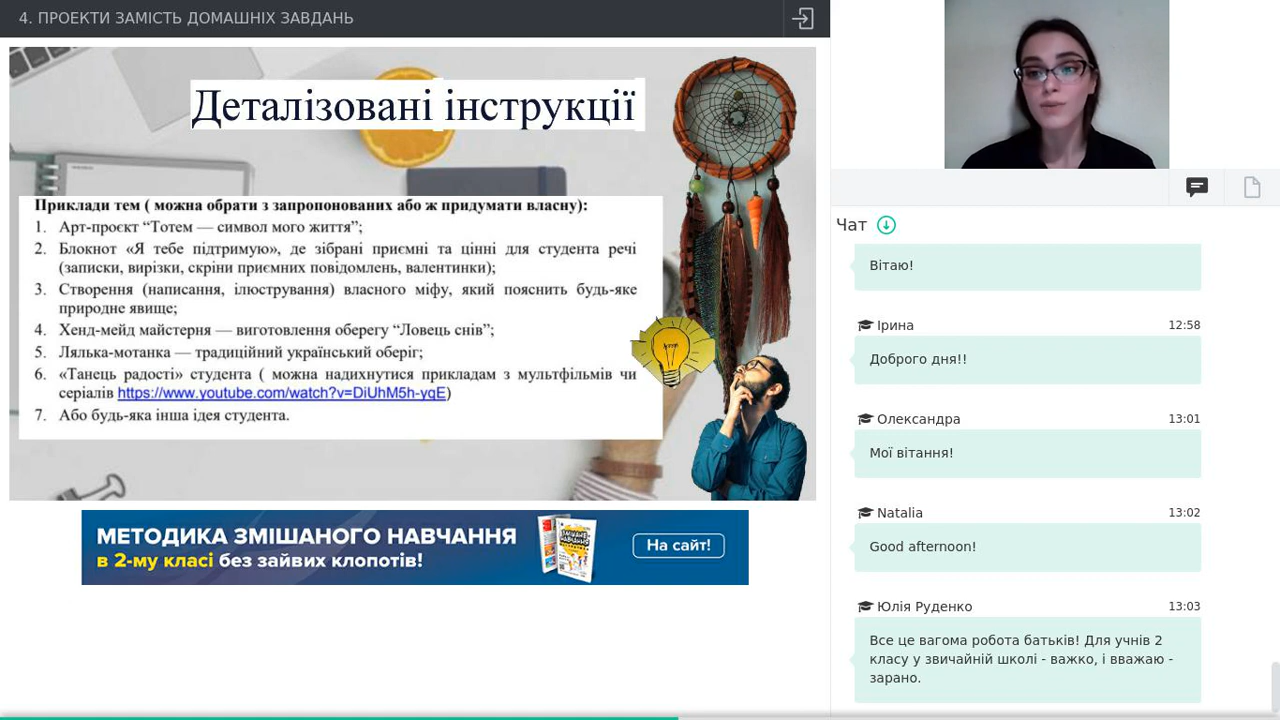 4. ПРОЕКТИ ЗАМІСТЬ ДОМАШНІХ ЗАВДАНЬ
Деталізовані інструкції
Приклади тем ( можна обрати з запропонованих або ж придумати власну):
1. Арт-проєкт “Тотем — символ мого життя”;
2. Блокнот «Я тебе підтримую», де зібрані приємні та цінні для студента речі
(записки, вирізки, скріни приємних повідомлень, валентинки);
3. Створення (написання, ілюстрування) власного міфу, який пояснить будь-яке
природне явище;
4. Хенд-мейд майстерня — виготовлення оберегу “Ловець снів”;
5. Лялька-мотанка — традиційний український оберіг;
6. «Танець радості» студента ( можна надихнутися прикладам з мультфільмів чи
серіалів https://www.youtube.com/watch?v=DiUhM5h-yqE)
7. Або будь-яка інша ідея студента.
МЕТОДИКА ЗМІШАНОГО НАВЧАННЯ
в 2-му класі без зайвих клопотів!
На сайт!
Чат
Вітаю!
Ірина 12:58
Доброго дня!!
Олександра 13:01
Мої вітання!
Natalia 13:02
Good afternoon!
Юлія Руденко 13:03
Все це вагома робота батьків! Для учнів 2
класу у звичайній школі - важко, і вважаю -
зарано.